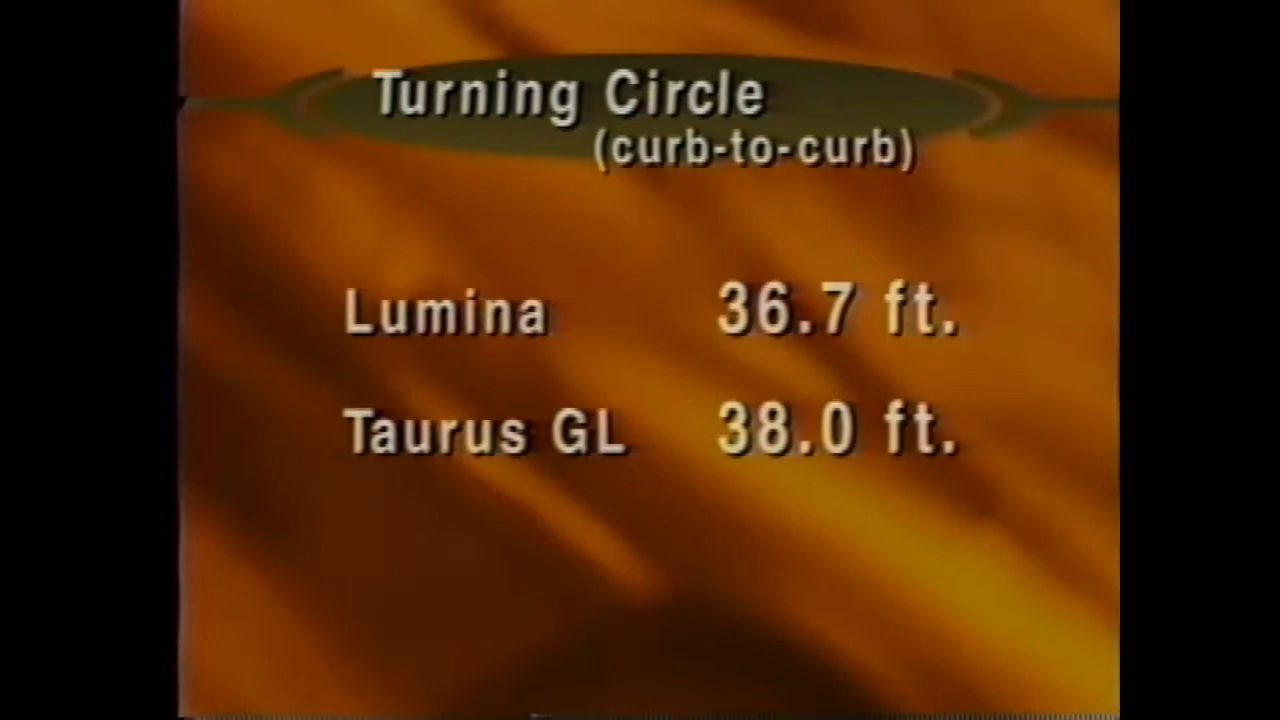 Turning Circle
(curb-to-curb)
Lumina 36.7 ft.
Taurus GL 38.0 ft.